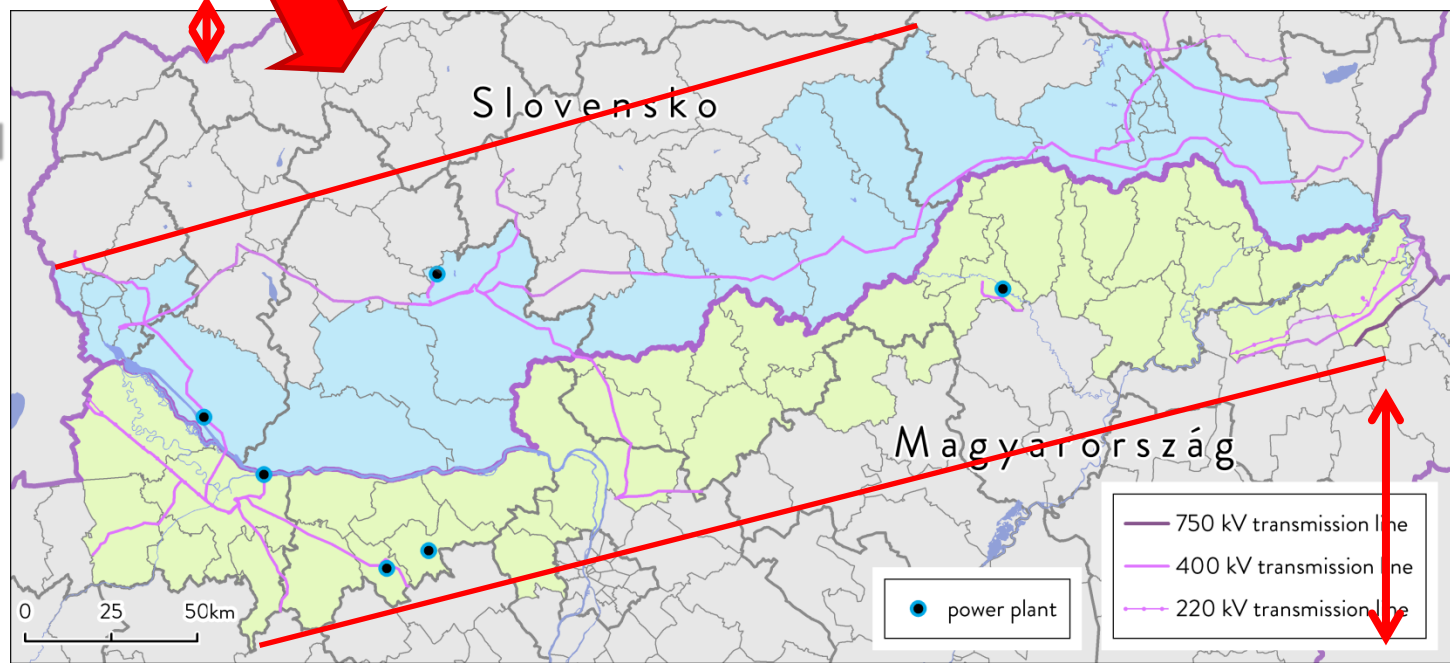 Slovensko
Magyarország
750 kV transmission line
400 kV transmission line
220 kV transmission line
power plant
0 25 50km